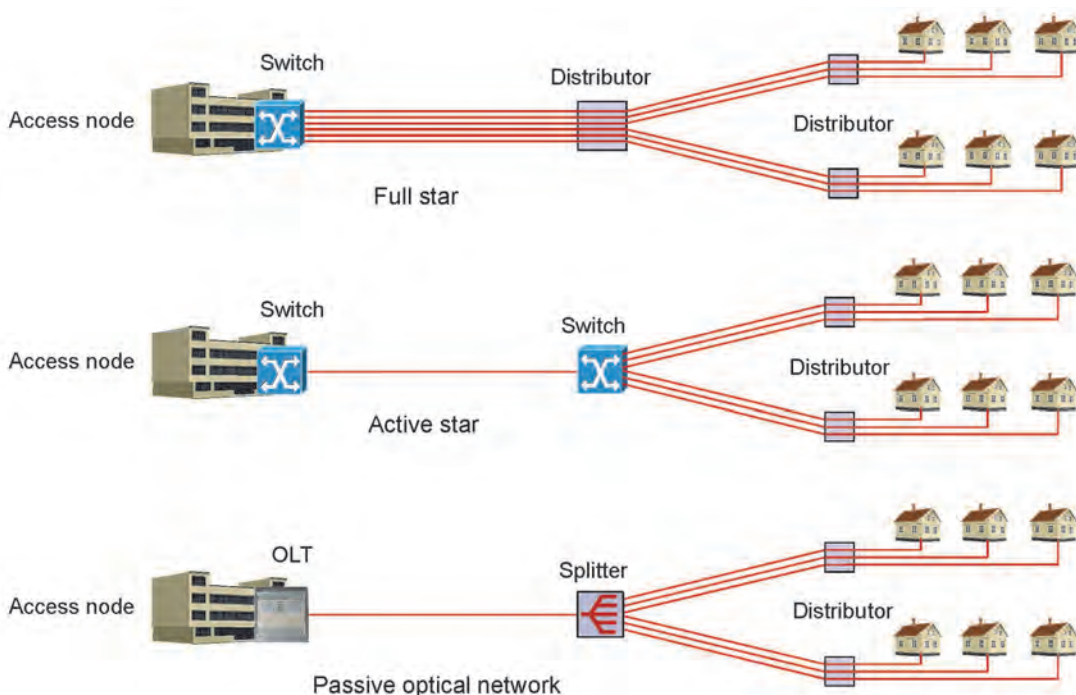 Switch
Distributor
Access node
Distributor
Full star
Switch
Switch
Access node
Distributor
Active star
OLT
Splitter
Access node
Distributor
Passive optical network